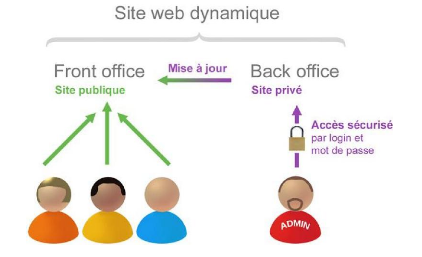 Site web dynamique
Front office
Mise à jour
Back office
Site publique
Site privé
Accès sécurisé
par login et
mot de passe
ADMIN